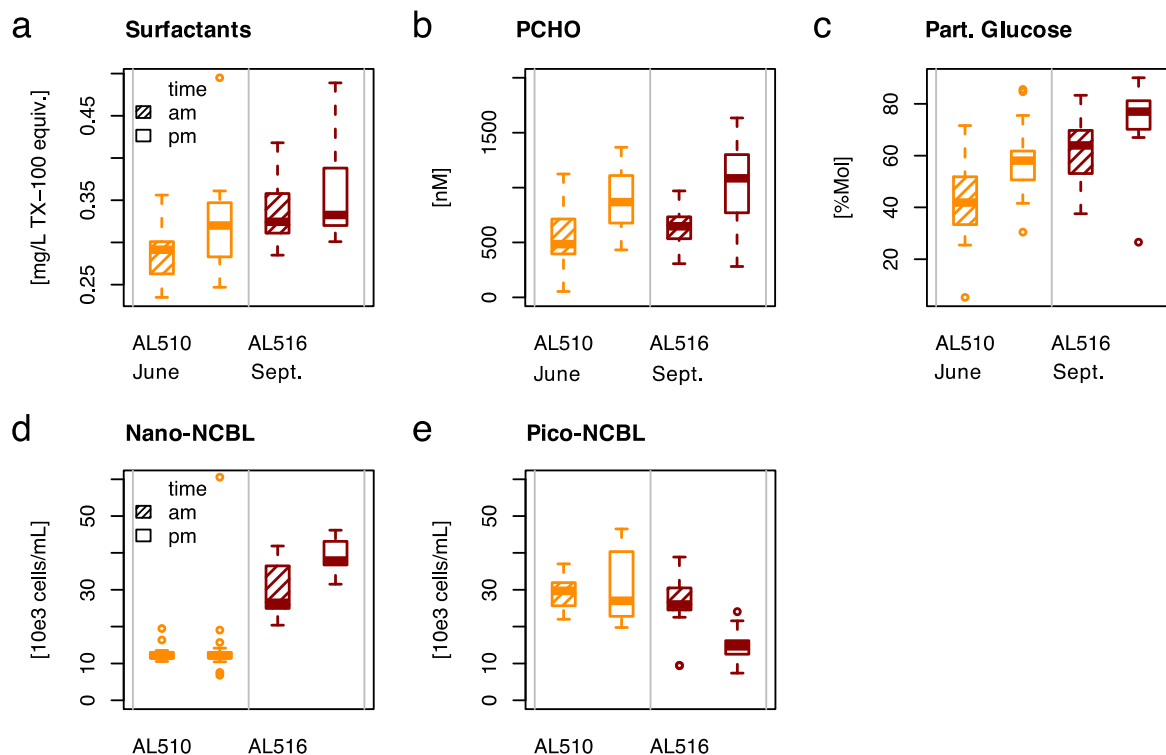 a Surfactants
[mg/L TX−100 equiv.]
0.25 0.35 0.45
time
am
pm
AL510 AL516
June Sept.
b PCHO
[nM]
0 500 1500
AL510 AL516
June Sept.
c Part. Glucose
[%Mol]
20 40 60 80
AL510 AL516
June Sept.
d Nano-NCBL
[10e3 cells/mL]
0 10 30 50
time
am
pm
AL510 AL516
e Pico-NCBL
[10e3 cells/mL]
0 10 30 50
AL510 AL516